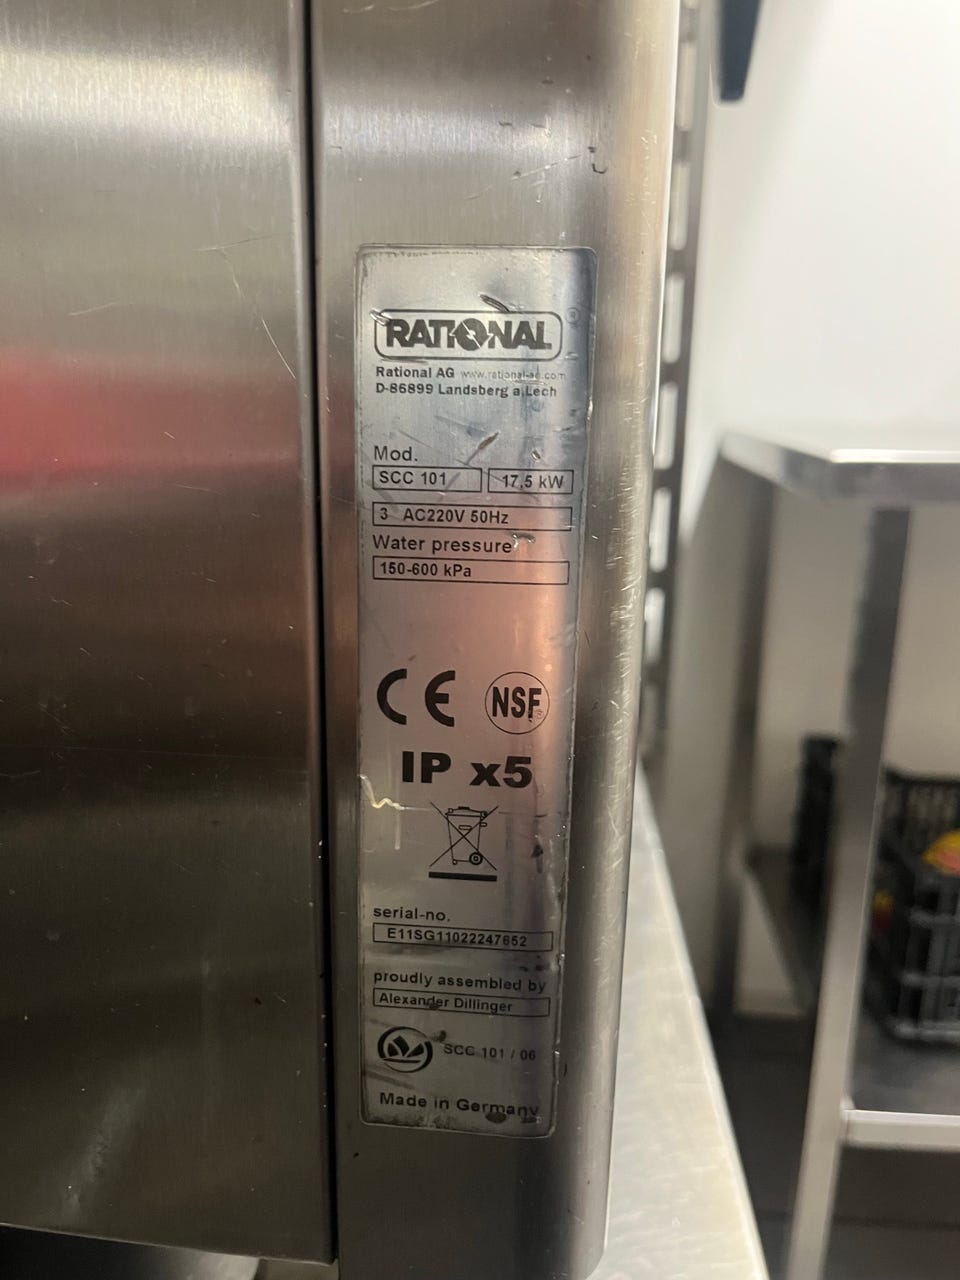 RATIONAL ®
Rational AG www.rational-ag.com
D-86899 Landsberg a.Lech
Mod.
SCC 101 17,5 kW
3 AC220V 50Hz
Water pressure
150-600 kPa
CE NSF
IP x5
serial-no.
E11SG11022247652
proudly assembled by
Alexander Dillinger
SCC 101 / 06
Made in Germany